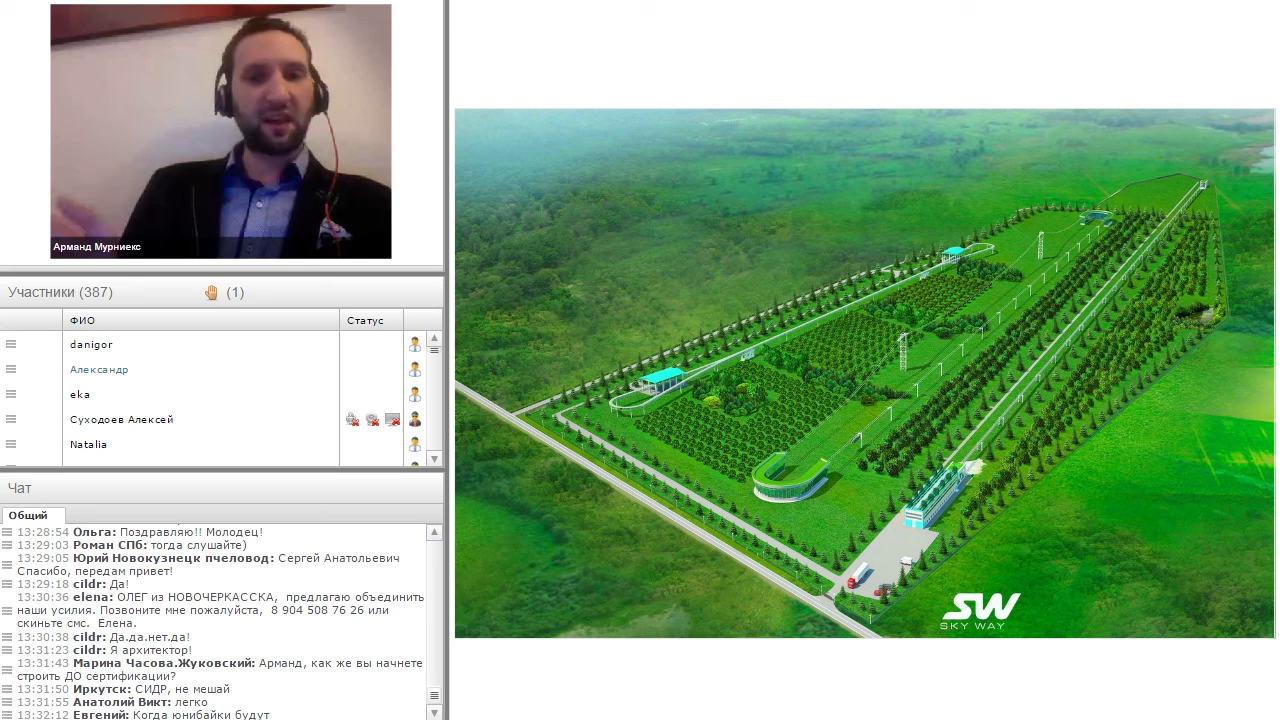 Арманд Мурниекс
Участники (387)
(1)
ФИО
Статус
danigor
Александр
eka
Суходоев Алексей
Natalia
Чат
Общий
13:28:54 Ольга: Поздравляю!! Молодец!
13:29:03 Роман СПб: тогда слушайте)
13:29:05 Юрий Новокузнецк пчеловод: Сергей Анатольевич
Спасибо, передам привет!
13:29:18 cildr: Да!
13:30:36 elena: ОЛЕГ из НОВОЧЕРКАССКА, предлагаю объединить
наши усилия. Позвоните мне пожалуйста, 8 904 508 76 26 или
скиньте смс. Елена.
13:30:38 cildr: Да.да.нет.да!
13:31:23 cildr: Я архитектор!
13:31:43 Марина Часова.Жуковский: Арманд, как же вы начнете
строить ДО сертификации?
13:31:50 Иркутск: СИДР, не мешай
13:31:55 Анатолий Викт: легко
13:32:12 Евгений: Когда юнибайки будут
SW
SKY WAY